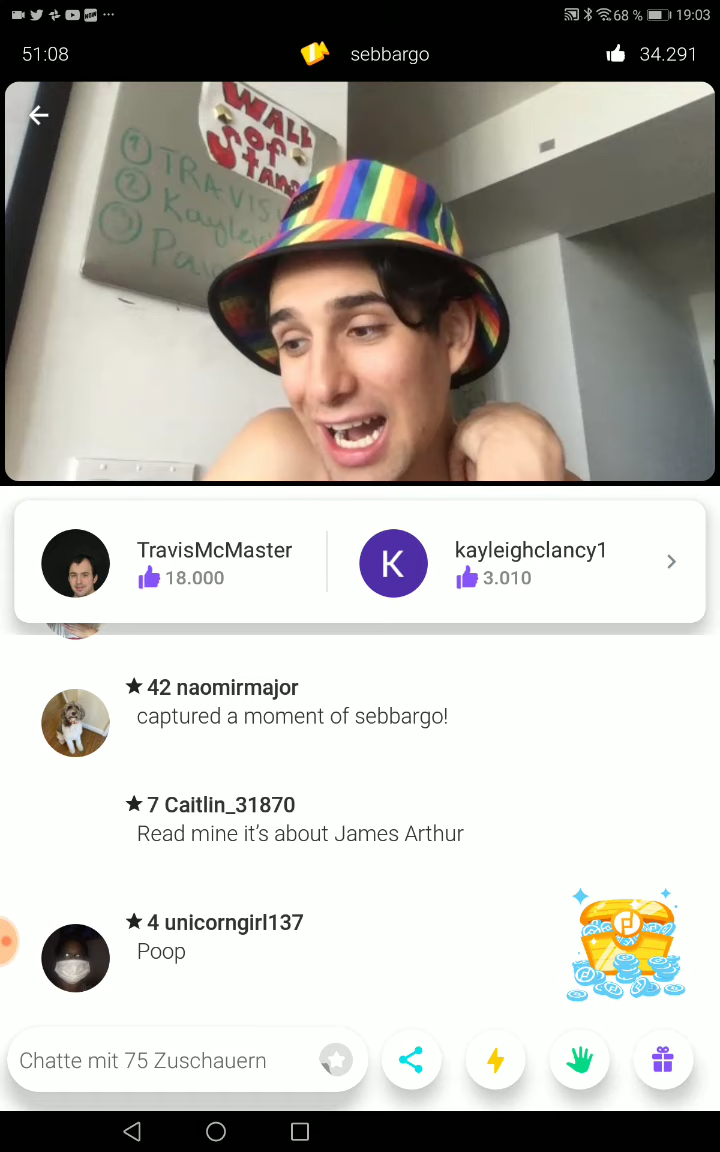 68 % 19:03
51:08 sebbargo 34.291
WALL
of
Stans
① TRAVIS
② Kayleigh
③
TravisMcMaster kayleighclancy1
18.000 3.010
K
★ 42 naomirmajor
captured a moment of sebbargo!
★ 7 Caitlin_31870
Read mine it’s about James Arthur
★ 4 unicorngirl137
Poop
Chatte mit 75 Zuschauern